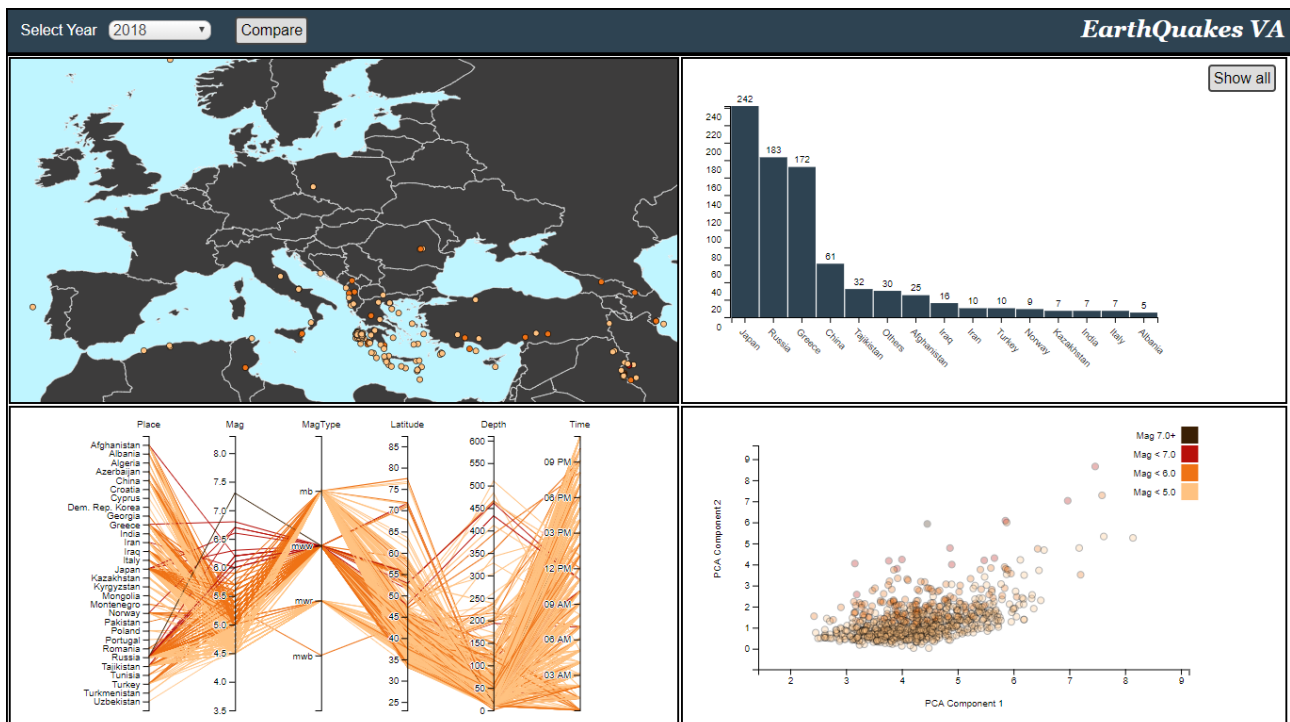 Select Year 2018 Compare EarthQuakes VA
Show all
242
240
220
200
180
160
140
120
100
80
60
40
20
0
183
172
61
32
30
25
16
10
10
9
7
7
7
5
Japan
Russia
Greece
China
Tajikistan
Others
Afghanistan
Iraq
Iran
Turkey
Norway
Kazakhstan
India
Italy
Albania
Place Mag MagType Latitude Depth Time
Afghanistan
Albania
Algeria
Azerbaijan
China
Croatia
Cyprus
Dem. Rep. Korea
Georgia
Greece
India
Iran
Iraq
Italy
Japan
Kazakhstan
Kyrgyzstan
Mongolia
Montenegro
Norway
Pakistan
Poland
Portugal
Romania
Russia
Tajikistan
Tunisia
Turkey
Turkmenistan
Uzbekistan
8.0
7.5
7.0
6.5
6.0
5.5
5.0
4.5
4.0
3.5
mb
mww
mwr
mwb
85
80
75
70
65
60
55
50
45
40
35
30
25
600
550
500
450
400
350
300
250
200
150
100
50
0
09 PM
06 PM
03 PM
12 PM
09 AM
06 AM
03 AM
Mag 7.0+
Mag < 7.0
Mag < 6.0
Mag < 5.0
PCA Component2
9
8
7
6
5
4
3
2
1
0
2 3 4 5 6 7 8 9
PCA Component 1